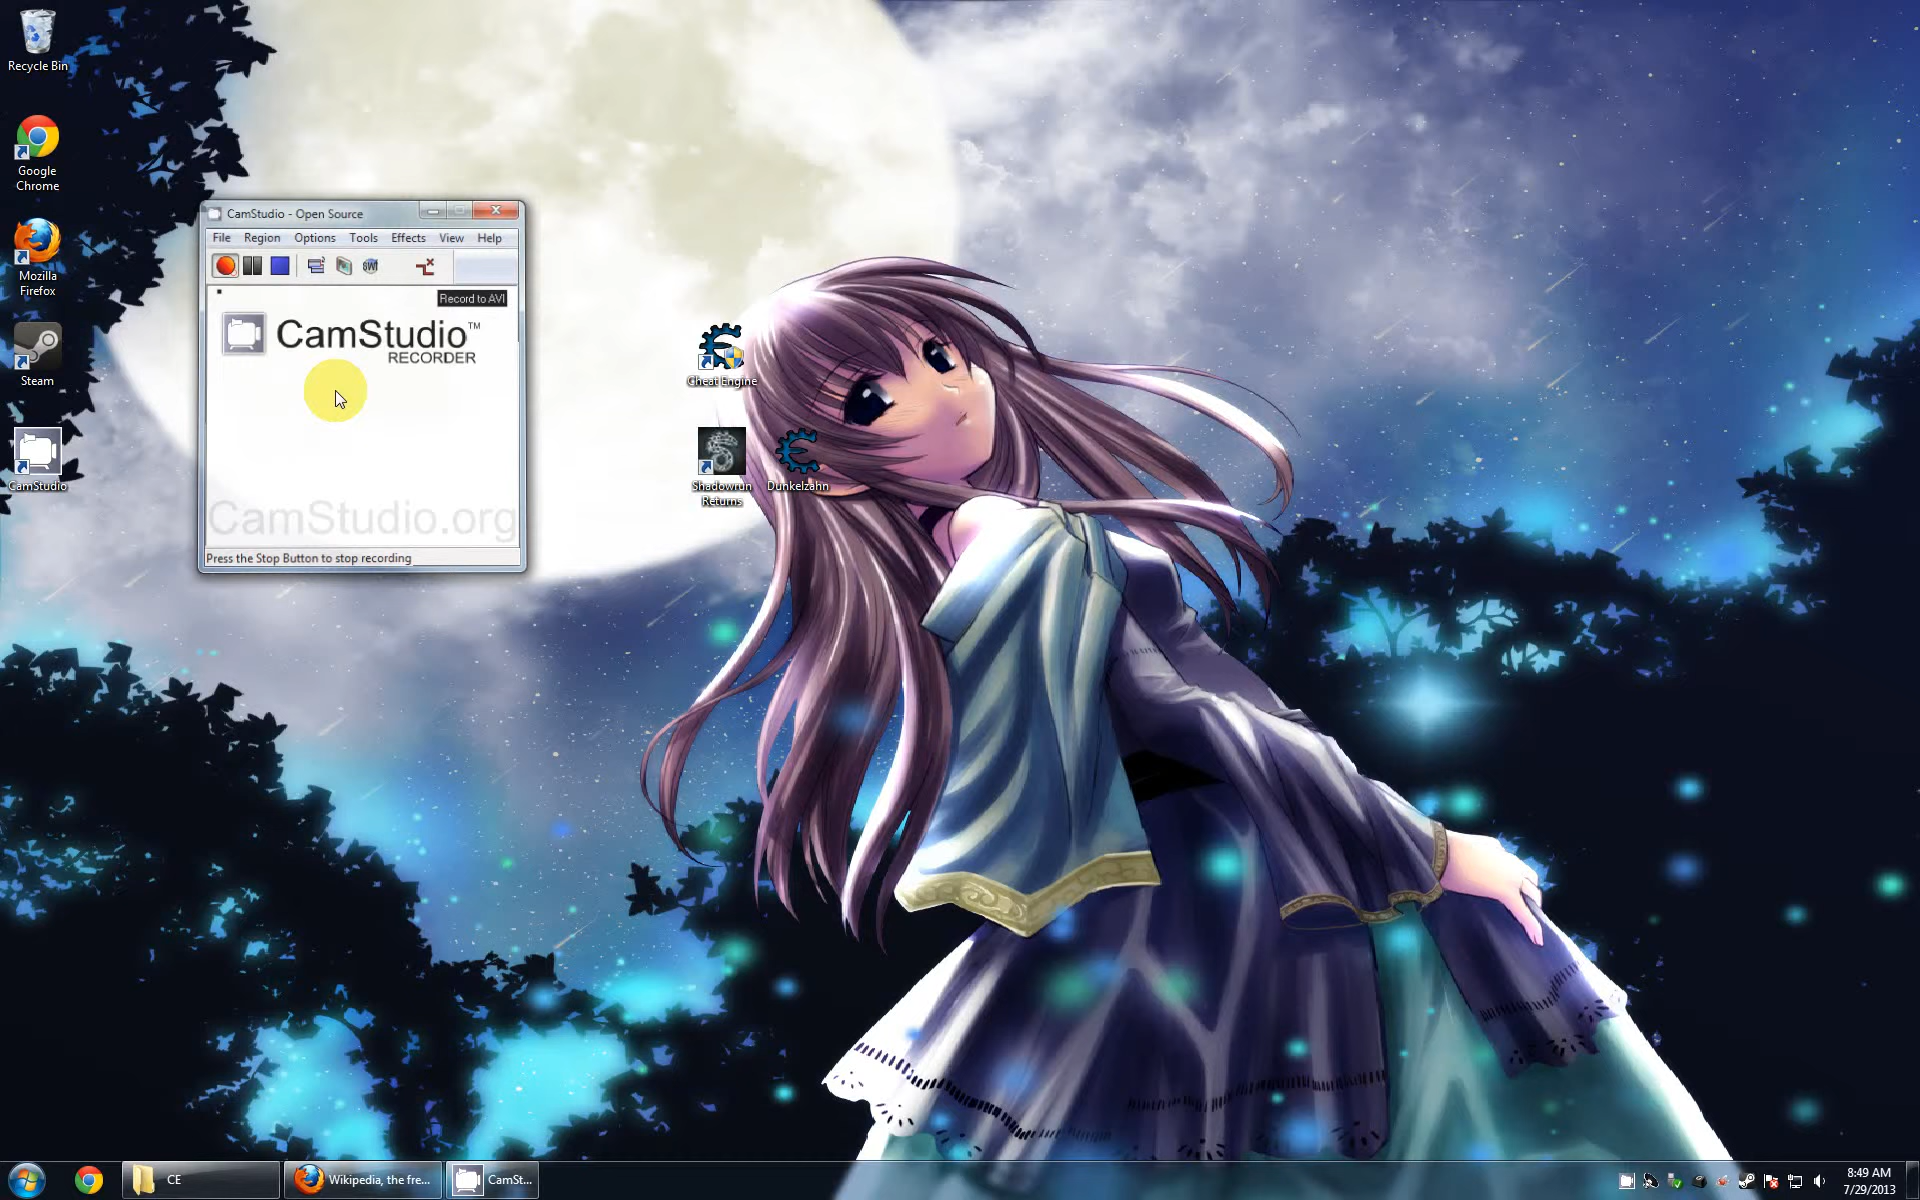 Recycle Bin
Google
Chrome
Mozilla
Firefox
Steam
CamStudio
CamStudio - Open Source
File Region Options Tools Effects View Help
Record to AVI
CamStudio™
RECORDER
CamStudio.org
Press the Stop Button to stop recording
Cheat Engine
Shadowrun
Returns
Dunkelzahn
CE
Wikipedia, the fre...
CamSt...
8:49 AM
7/29/2013